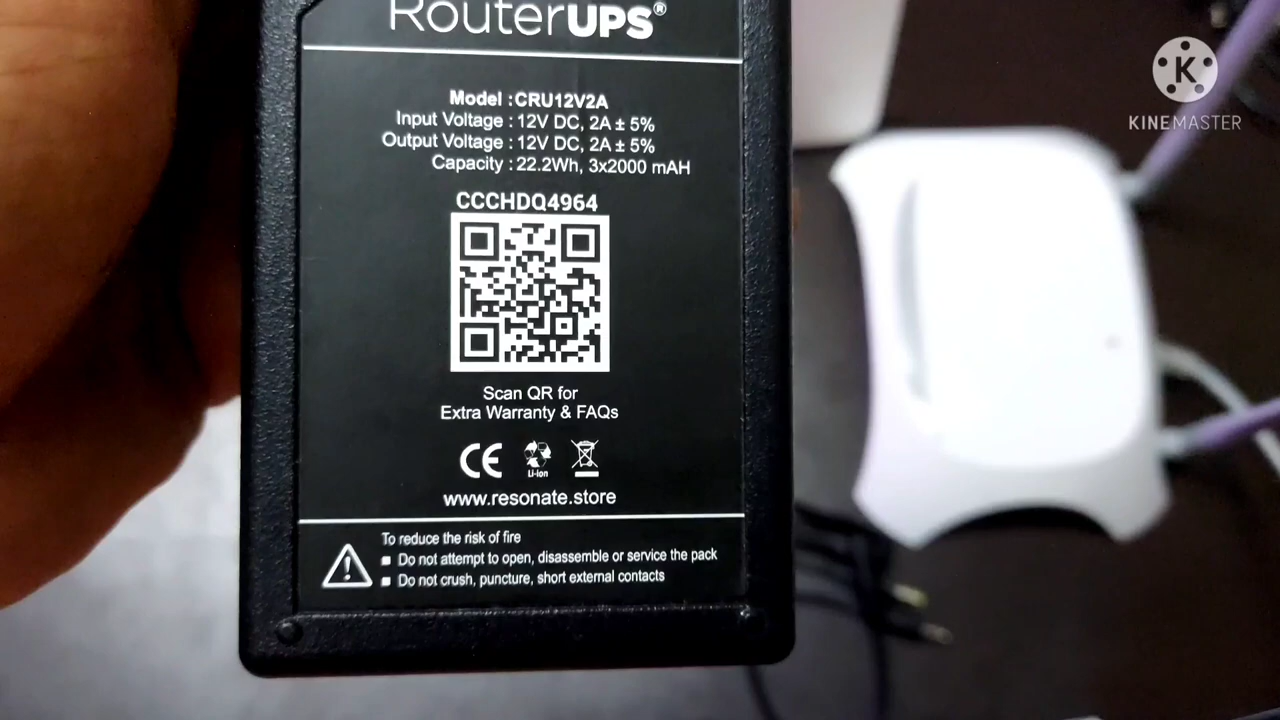 RouterUPS®
KINEMASTER
Model : CRU12V2A
Input Voltage : 12V DC, 2A ± 5%
Output Voltage : 12V DC, 2A ± 5%
Capacity : 22.2Wh, 3x2000 mAH
CCCHDQ4964
Scan QR for
Extra Warranty & FAQs
CE
Li-Ion
www.resonate.store
To reduce the risk of fire
▪ Do not attempt to open, disassemble or service the pack
▪ Do not crush, puncture, short external contacts